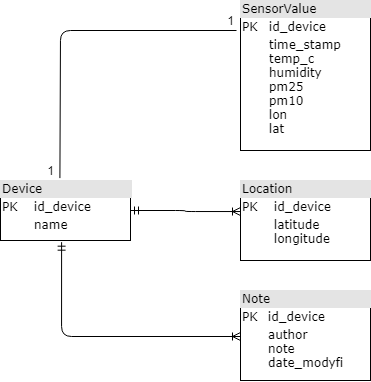 SensorValue
1
PK id_device
time_stamp
temp_c
humidity
pm25
pm10
lon
lat
1
Device
PK id_device
name
Location
PK id_device
latitude
longitude
Note
PK id_device
author
note
date_modyfi